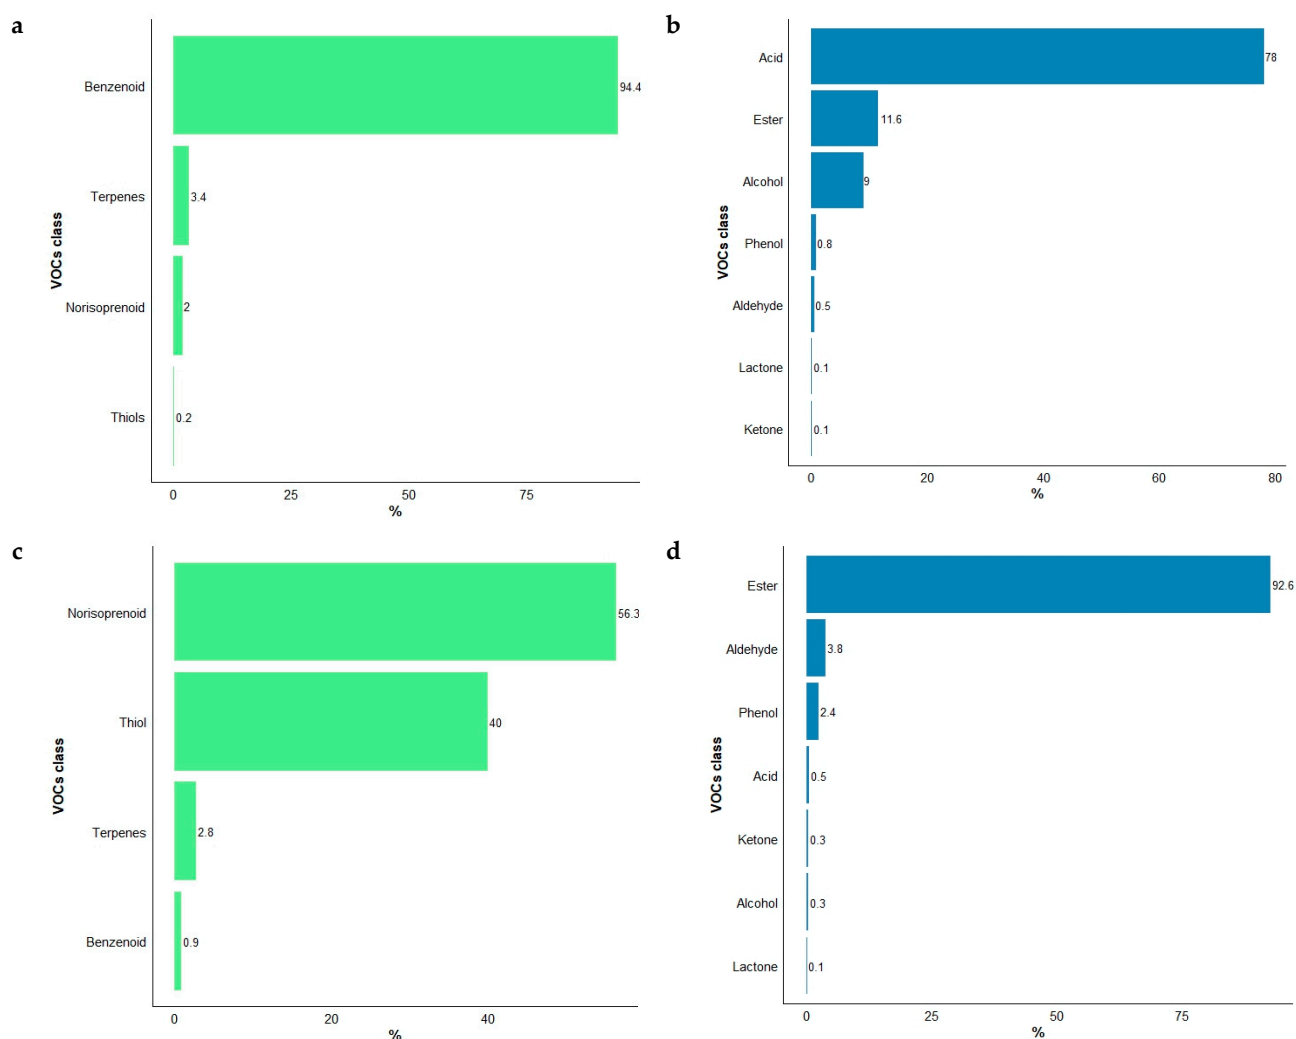 a
VOCs class
Benzenoid
94.4
Terpenes
3.4
Norisoprenoid
2
Thiols
0.2
0 25 50 75
%
b
VOCs class
Acid
78
Ester
11.6
Alcohol
9
Phenol
0.8
Aldehyde
0.5
Lactone
0.1
Ketone
0.1
0 20 40 60 80
%
c
VOCs class
Norisoprenoid
56.3
Thiol
40
Terpenes
2.8
Benzenoid
0.9
0 20 40
%
d
VOCs class
Ester
92.6
Aldehyde
3.8
Phenol
2.4
Acid
0.5
Ketone
0.3
Alcohol
0.3
Lactone
0.1
0 25 50 75
%